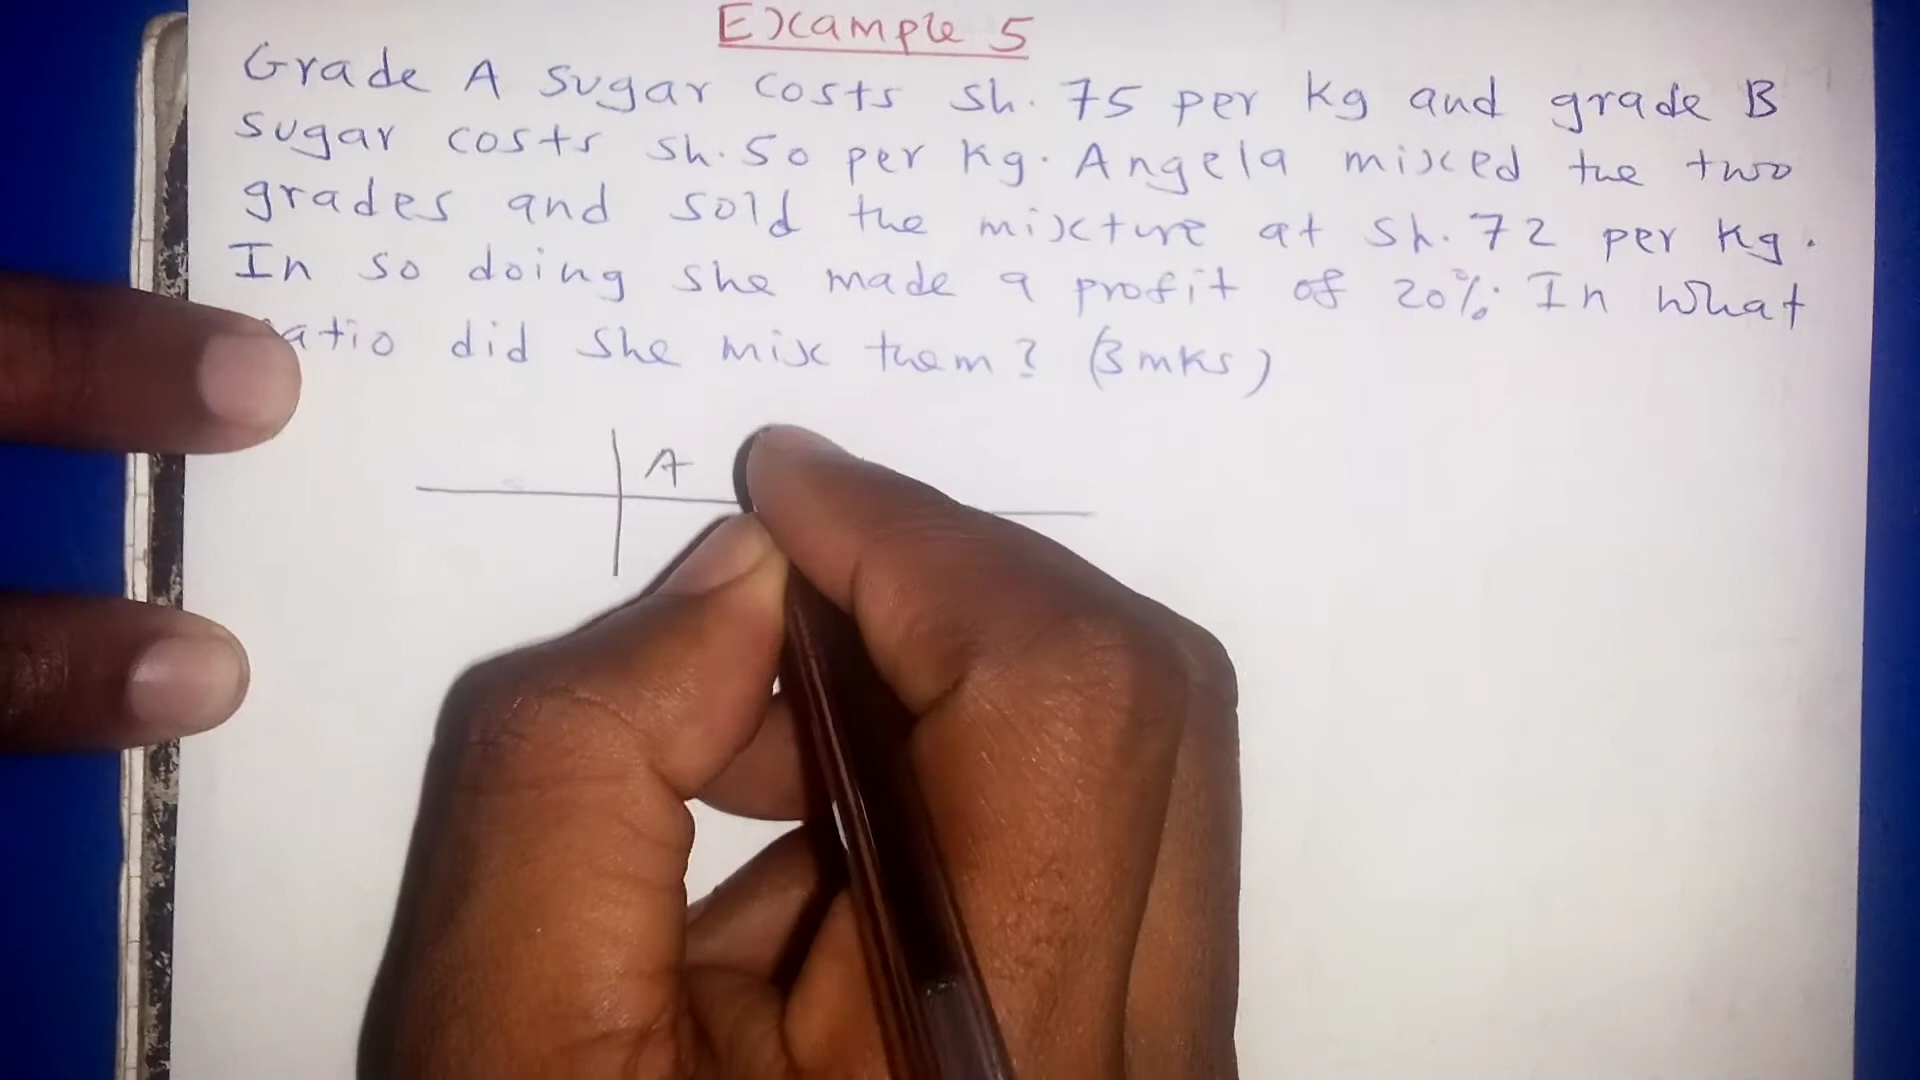 Example 5
Grade A sugar costs sh. 75 per kg and grade B
sugar costs sh. 50 per kg. Angela mixed the two
grades and sold the mixture at sh. 72 per kg.
In so doing she made a profit of 20%. In what
ratio did she mix them? (3mks)
A